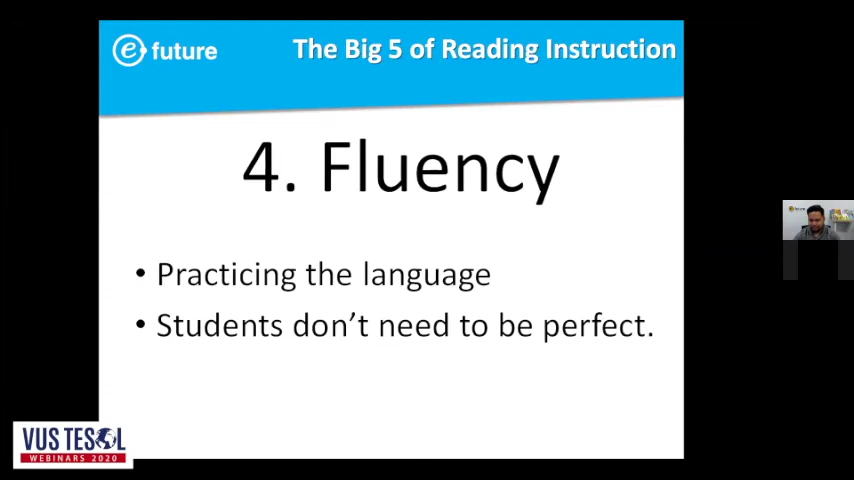 e future
The Big 5 of Reading Instruction
4. Fluency
• Practicing the language
• Students don't need to be perfect.
future
VUS TESOL
WEBINARS 2020